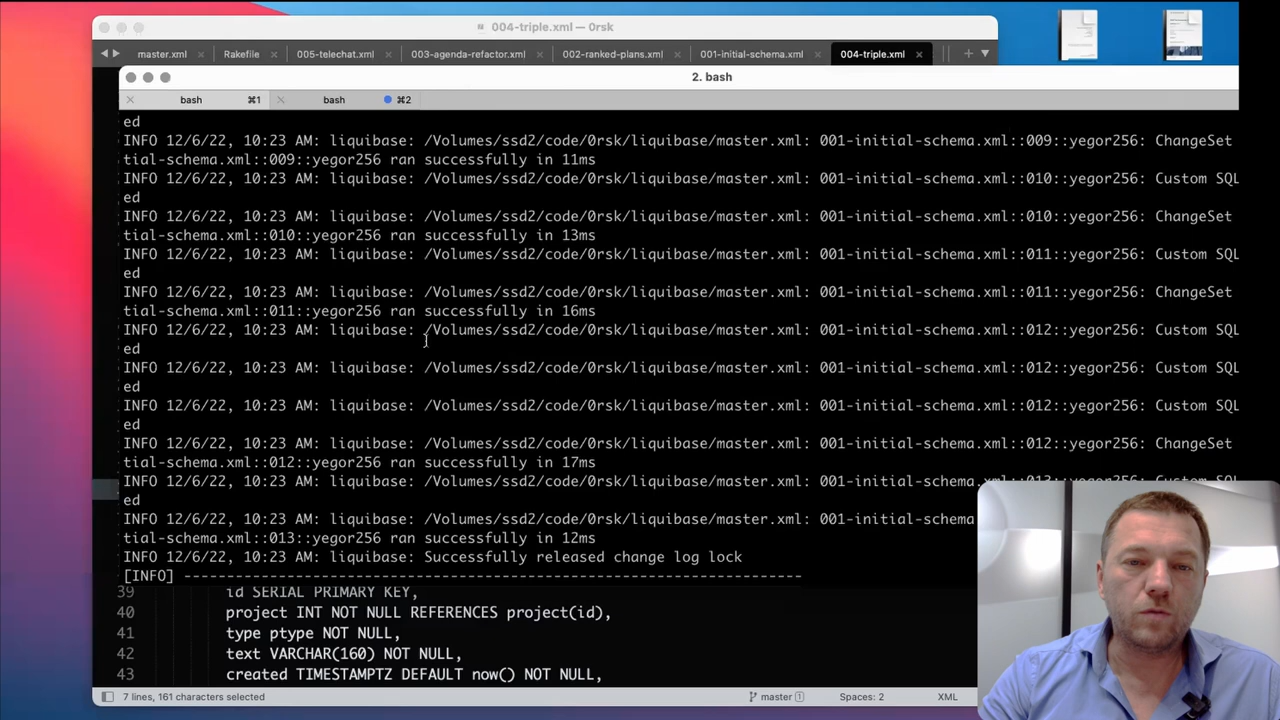 004-triple.xml — 0rsk
master.xml
Rakefile
005-telechat.xml
003-agenda-refactor.xml
002-ranked-plans.xml
001-initial-schema.xml
004-triple.xml
2. bash
bash ⌘1
bash ⌘2
ed
INFO 12/6/22, 10:23 AM: liquibase: /Volumes/ssd2/code/0rsk/liquibase/master.xml: 001-initial-schema.xml::009::yegor256: ChangeSet
tial-schema.xml::009::yegor256 ran successfully in 11ms
INFO 12/6/22, 10:23 AM: liquibase: /Volumes/ssd2/code/0rsk/liquibase/master.xml: 001-initial-schema.xml::010::yegor256: Custom SQL
ed
INFO 12/6/22, 10:23 AM: liquibase: /Volumes/ssd2/code/0rsk/liquibase/master.xml: 001-initial-schema.xml::010::yegor256: ChangeSet
tial-schema.xml::010::yegor256 ran successfully in 13ms
INFO 12/6/22, 10:23 AM: liquibase: /Volumes/ssd2/code/0rsk/liquibase/master.xml: 001-initial-schema.xml::011::yegor256: Custom SQL
ed
INFO 12/6/22, 10:23 AM: liquibase: /Volumes/ssd2/code/0rsk/liquibase/master.xml: 001-initial-schema.xml::011::yegor256: ChangeSet
tial-schema.xml::011::yegor256 ran successfully in 16ms
INFO 12/6/22, 10:23 AM: liquibase: /Volumes/ssd2/code/0rsk/liquibase/master.xml: 001-initial-schema.xml::012::yegor256: Custom SQL
ed
INFO 12/6/22, 10:23 AM: liquibase: /Volumes/ssd2/code/0rsk/liquibase/master.xml: 001-initial-schema.xml::012::yegor256: Custom SQL
ed
INFO 12/6/22, 10:23 AM: liquibase: /Volumes/ssd2/code/0rsk/liquibase/master.xml: 001-initial-schema.xml::012::yegor256: Custom SQL
ed
INFO 12/6/22, 10:23 AM: liquibase: /Volumes/ssd2/code/0rsk/liquibase/master.xml: 001-initial-schema.xml::012::yegor256: ChangeSet
tial-schema.xml::012::yegor256 ran successfully in 17ms
INFO 12/6/22, 10:23 AM: liquibase: /Volumes/ssd2/code/0rsk/liquibase/master.xml: 001-initial-schema.xml::013::yegor256: Custom SQL
ed
INFO 12/6/22, 10:23 AM: liquibase: /Volumes/ssd2/code/0rsk/liquibase/master.xml: 001-initial-schema
tial-schema.xml::013::yegor256 ran successfully in 12ms
INFO 12/6/22, 10:23 AM: liquibase: Successfully released change log lock
[INFO] ------------------------------------------------------------------------
39 id SERIAL PRIMARY KEY,
40 project INT NOT NULL REFERENCES project(id),
41 type ptype NOT NULL,
42 text VARCHAR(160) NOT NULL,
43 created TIMESTAMPTZ DEFAULT now() NOT NULL,
7 lines, 161 characters selected
master 1
Spaces: 2
XML